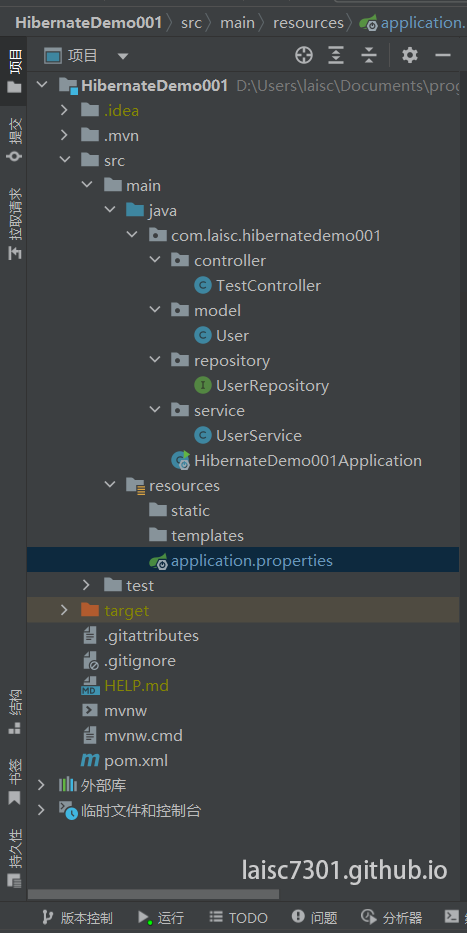 HibernateDemo001 src main resources application.
项目
HibernateDemo001 D:\Users\laisc\Documents\prog
.idea
.mvn
src
main
java
com.laisc.hibernatedemo001
controller
TestController
model
User
repository
UserRepository
service
UserService
HibernateDemo001Application
resources
static
templates
application.properties
test
target
.gitattributes
.gitignore
HELP.md
mvnw
mvnw.cmd
pom.xml
外部库
临时文件和控制台
项目
提交
拉取请求
结构
书签
持久性
laisc7301.github.io
版本控制 运行 TODO 问题 分析器